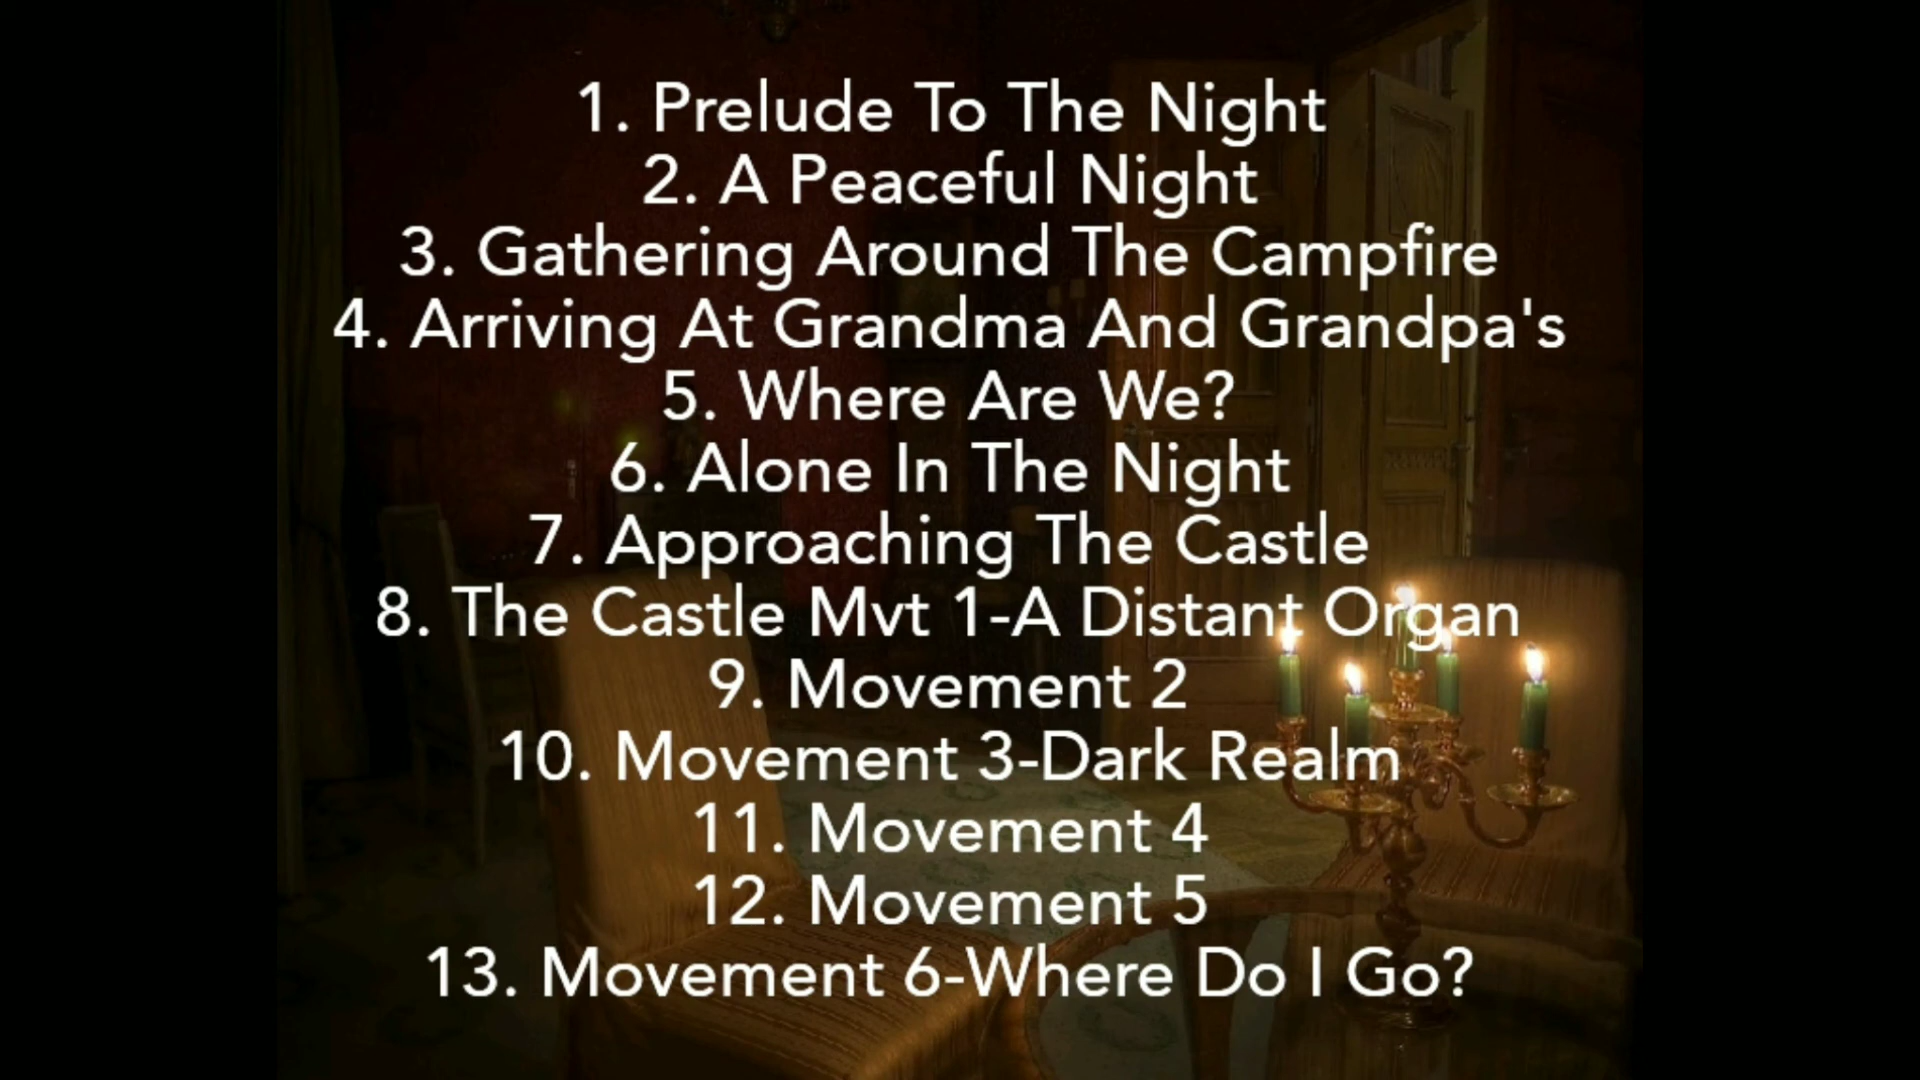 1. Prelude To The Night
2. A Peaceful Night
3. Gathering Around The Campfire
4. Arriving At Grandma And Grandpa's
5. Where Are We?
6. Alone In The Night
7. Approaching The Castle
8. The Castle Mvt 1-A Distant Organ
9. Movement 2
10. Movement 3-Dark Realm
11. Movement 4
12. Movement 5
13. Movement 6-Where Do I Go?